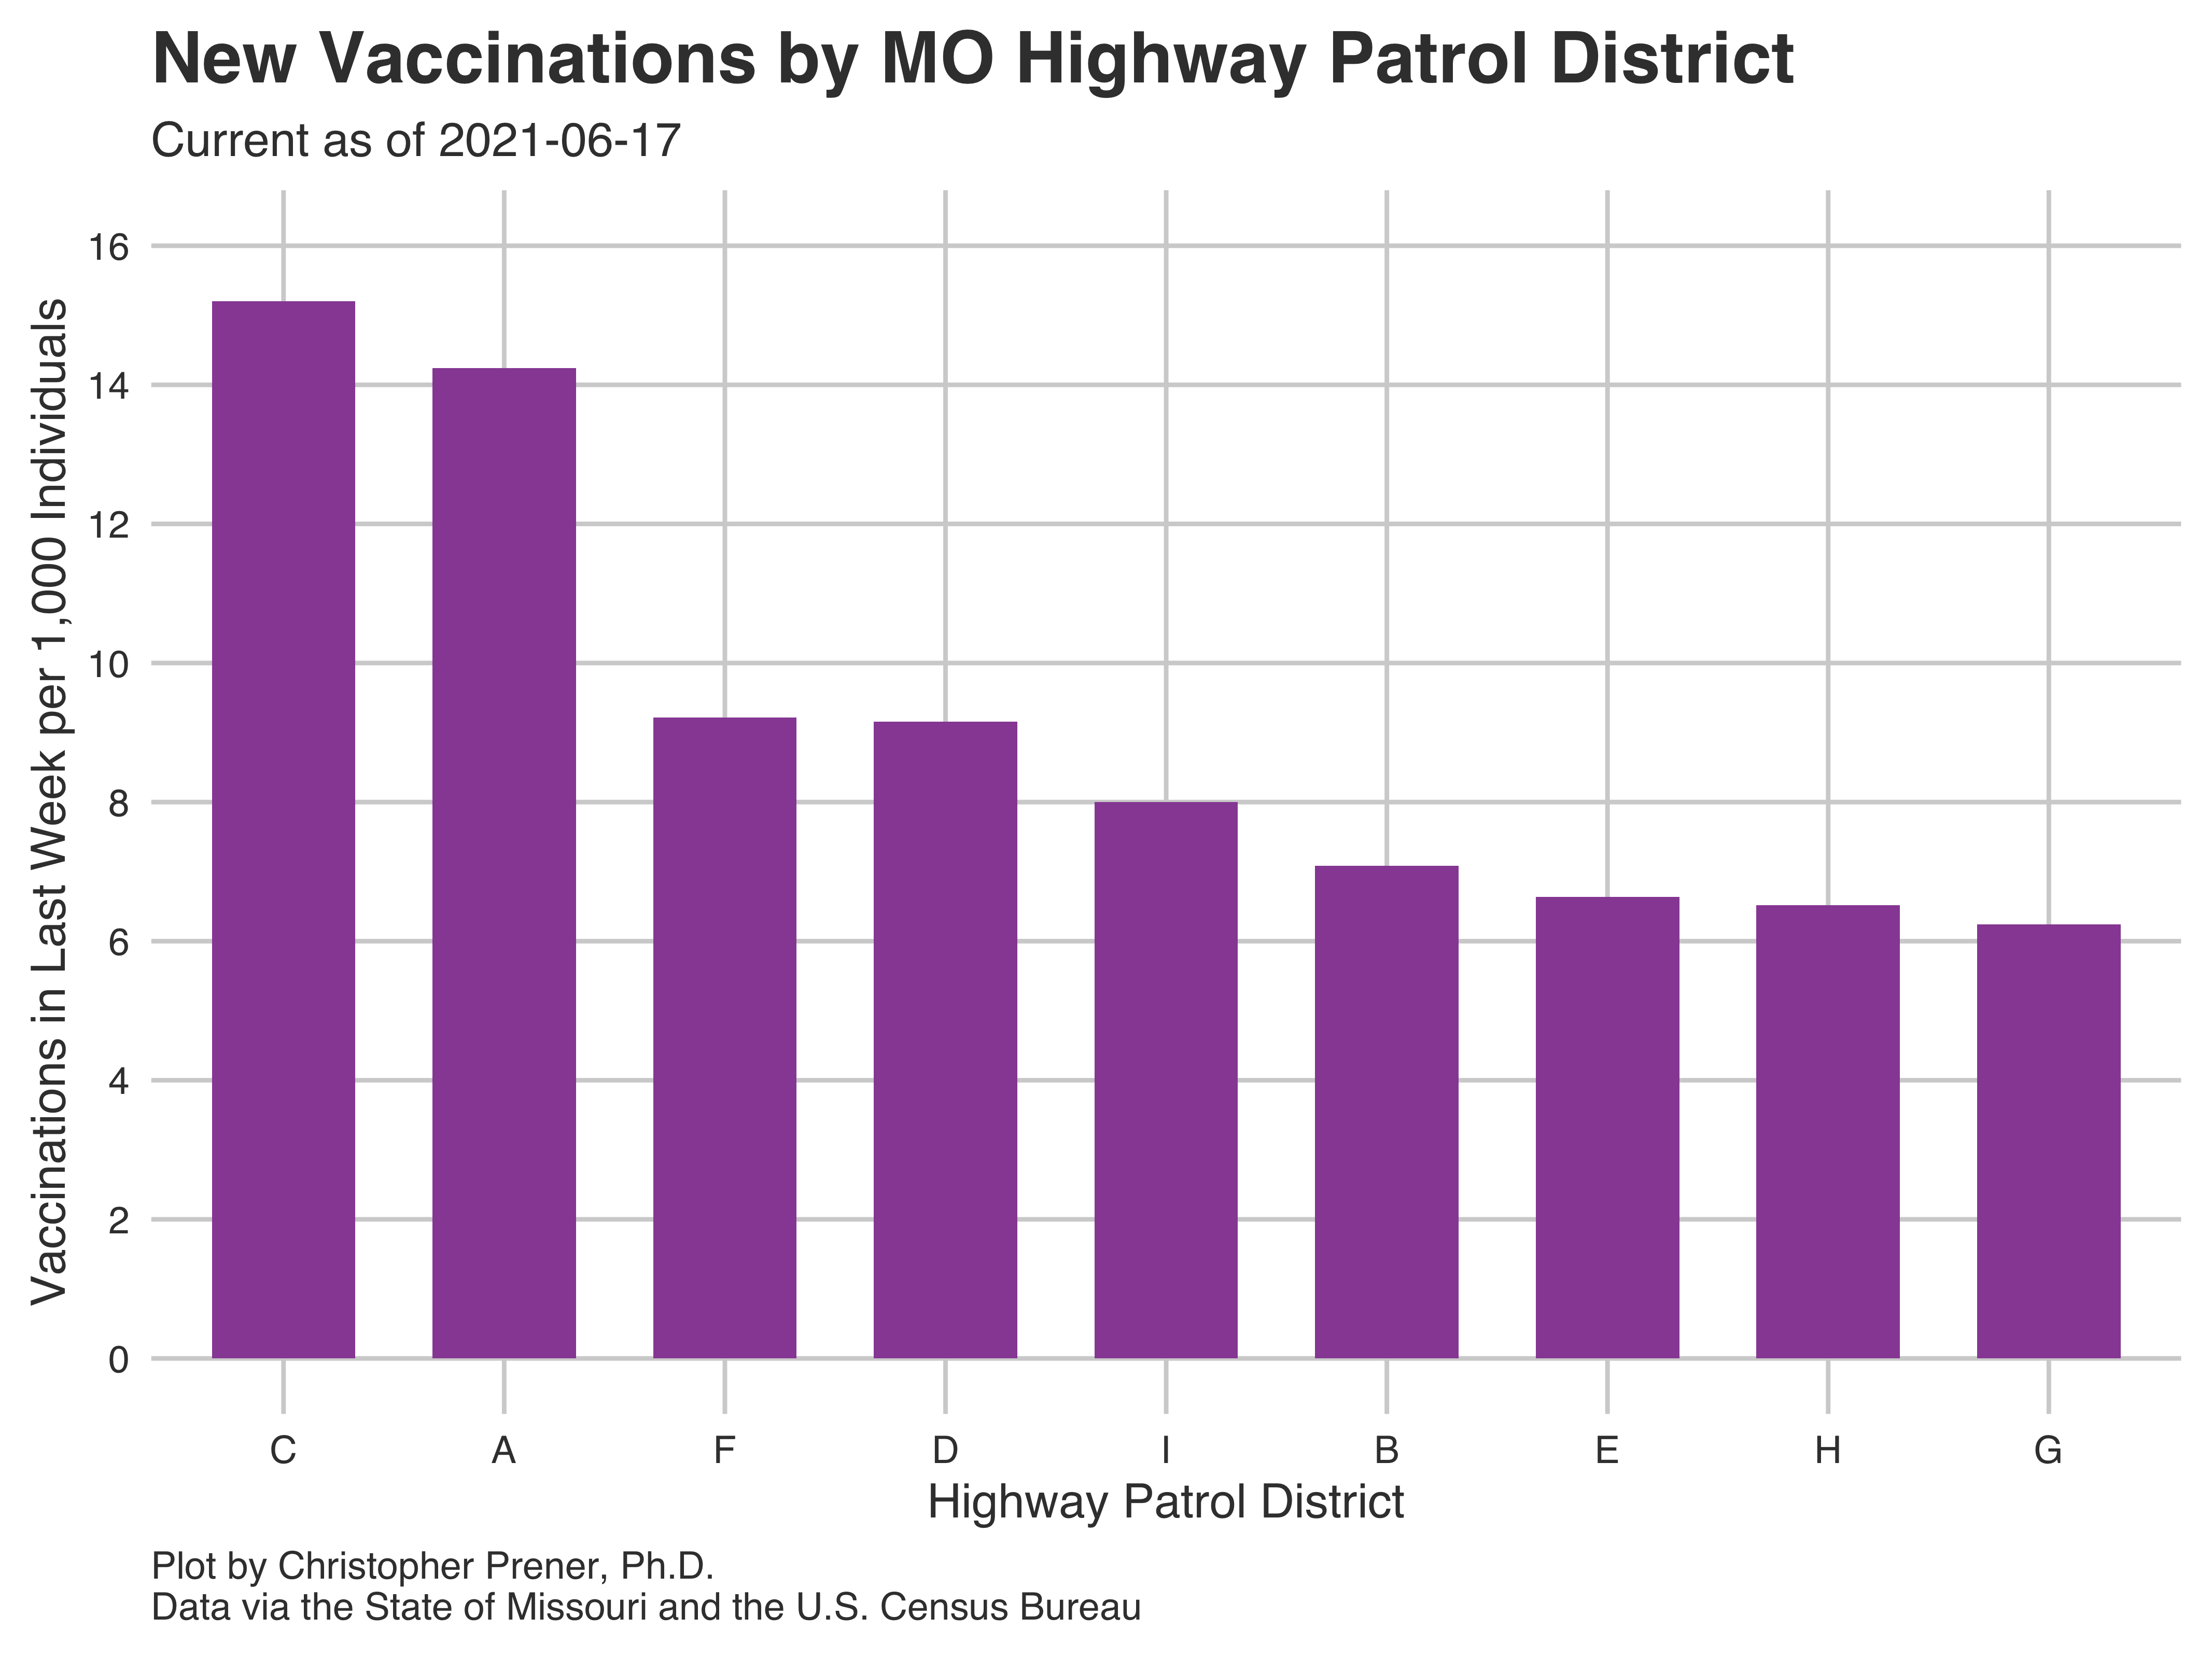 New Vaccinations by MO Highway Patrol District
Current as of 2021-06-17
Vaccinations in Last Week per 1,000 Individuals
16
14
12
10
8
6
4
2
0
C A F D I B E H G
Highway Patrol District
Plot by Christopher Prener, Ph.D.
Data via the State of Missouri and the U.S. Census Bureau